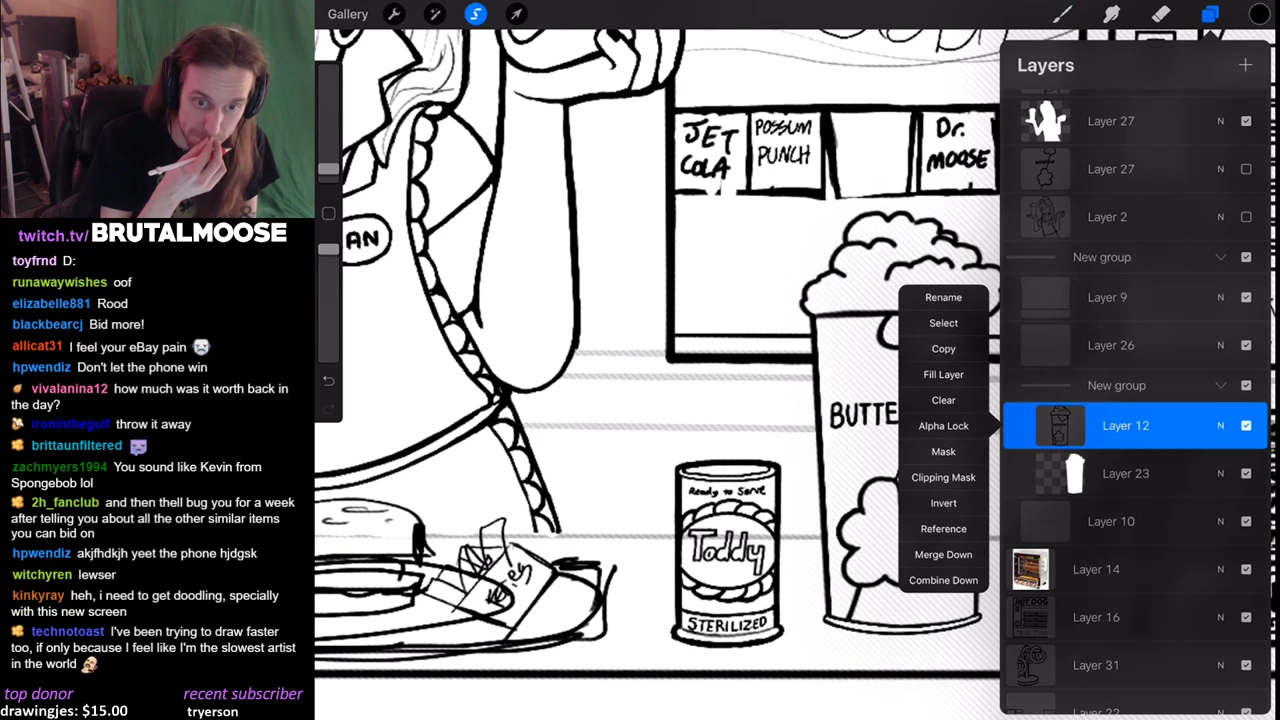 Gallery
Layers
Layer 27
N
Layer 27
N
Layer 2
N
New group
Layer 9
N
Layer 26
N
New group
Layer 12
N
Layer 23
N
Layer 10
N
Layer 14
N
Layer 16
N
Layer 31
N
Layer 22
N
Rename
Select
Copy
Fill Layer
Clear
Alpha Lock
Mask
Clipping Mask
Invert
Reference
Merge Down
Combine Down
JET
COLA
POSSUM
PUNCH
Dr.
MOOSE
AN
BUTTE
Ready to Serve
Toddy
STERILIZED
twitch.tv/BRUTALMOOSE
toyfrnd D:
runawaywishes oof
elizabelle881 Rood
blackbearcj Bid more!
allicat31 I feel your eBay pain
hpwendiz Don't let the phone win
vivalanina12 how much was it worth back in
the day?
ironinthegulf throw it away
brittaunfiltered
zachmyers1994 You sound like Kevin from
Spongebob lol
2h_fanclub and then thell bug you for a week
after telling you about all the other similar items
you can bid on
hpwendiz akjfhdkjh yeet the phone hjdgsk
witchyren lewser
kinkyray heh, i need to get doodling, specially
with this new screen
technotoast I've been trying to draw faster
too, if only because I feel like I'm the slowest artist
in the world
top donor
drawingjes: $15.00
recent subscriber
tryerson